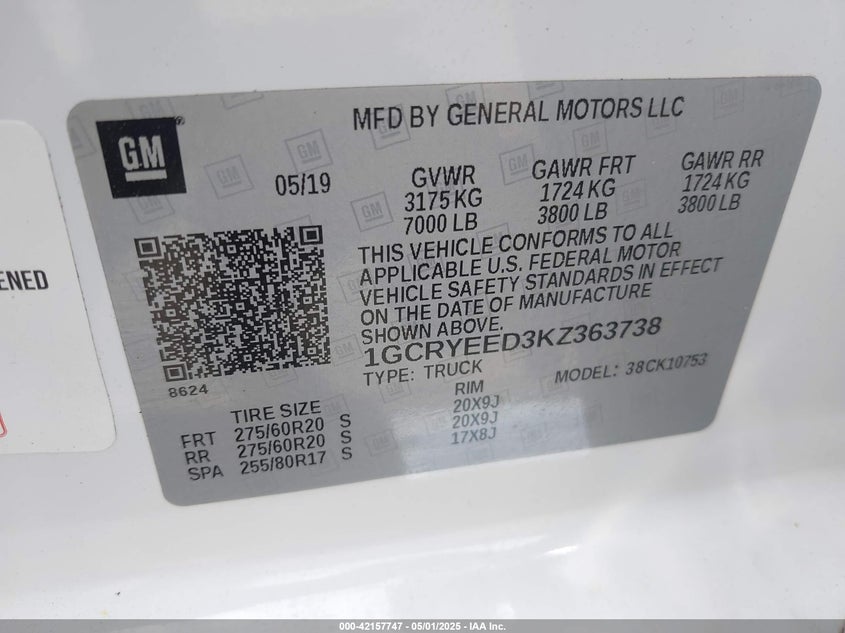 GM
®
MFD BY GENERAL MOTORS LLC
05/19
GVWR
3175 KG
7000 LB
GAWR FRT
1724 KG
3800 LB
GAWR RR
1724 KG
3800 LB
THIS VEHICLE CONFORMS TO ALL
APPLICABLE U.S. FEDERAL MOTOR
VEHICLE SAFETY STANDARDS IN EFFECT
ON THE DATE OF MANUFACTURE
SHOWN ABOVE.
1GCRYEED3KZ363738
TYPE: TRUCK
MODEL: 38CK10753
8624
TIRE SIZE
RIM
FRT 275/60R20 S 20X9J
RR 275/60R20 S 20X9J
SPA 255/80R17 S 17X8J
ENED
000-42157747 - 05/01/2025 - IAA Inc.